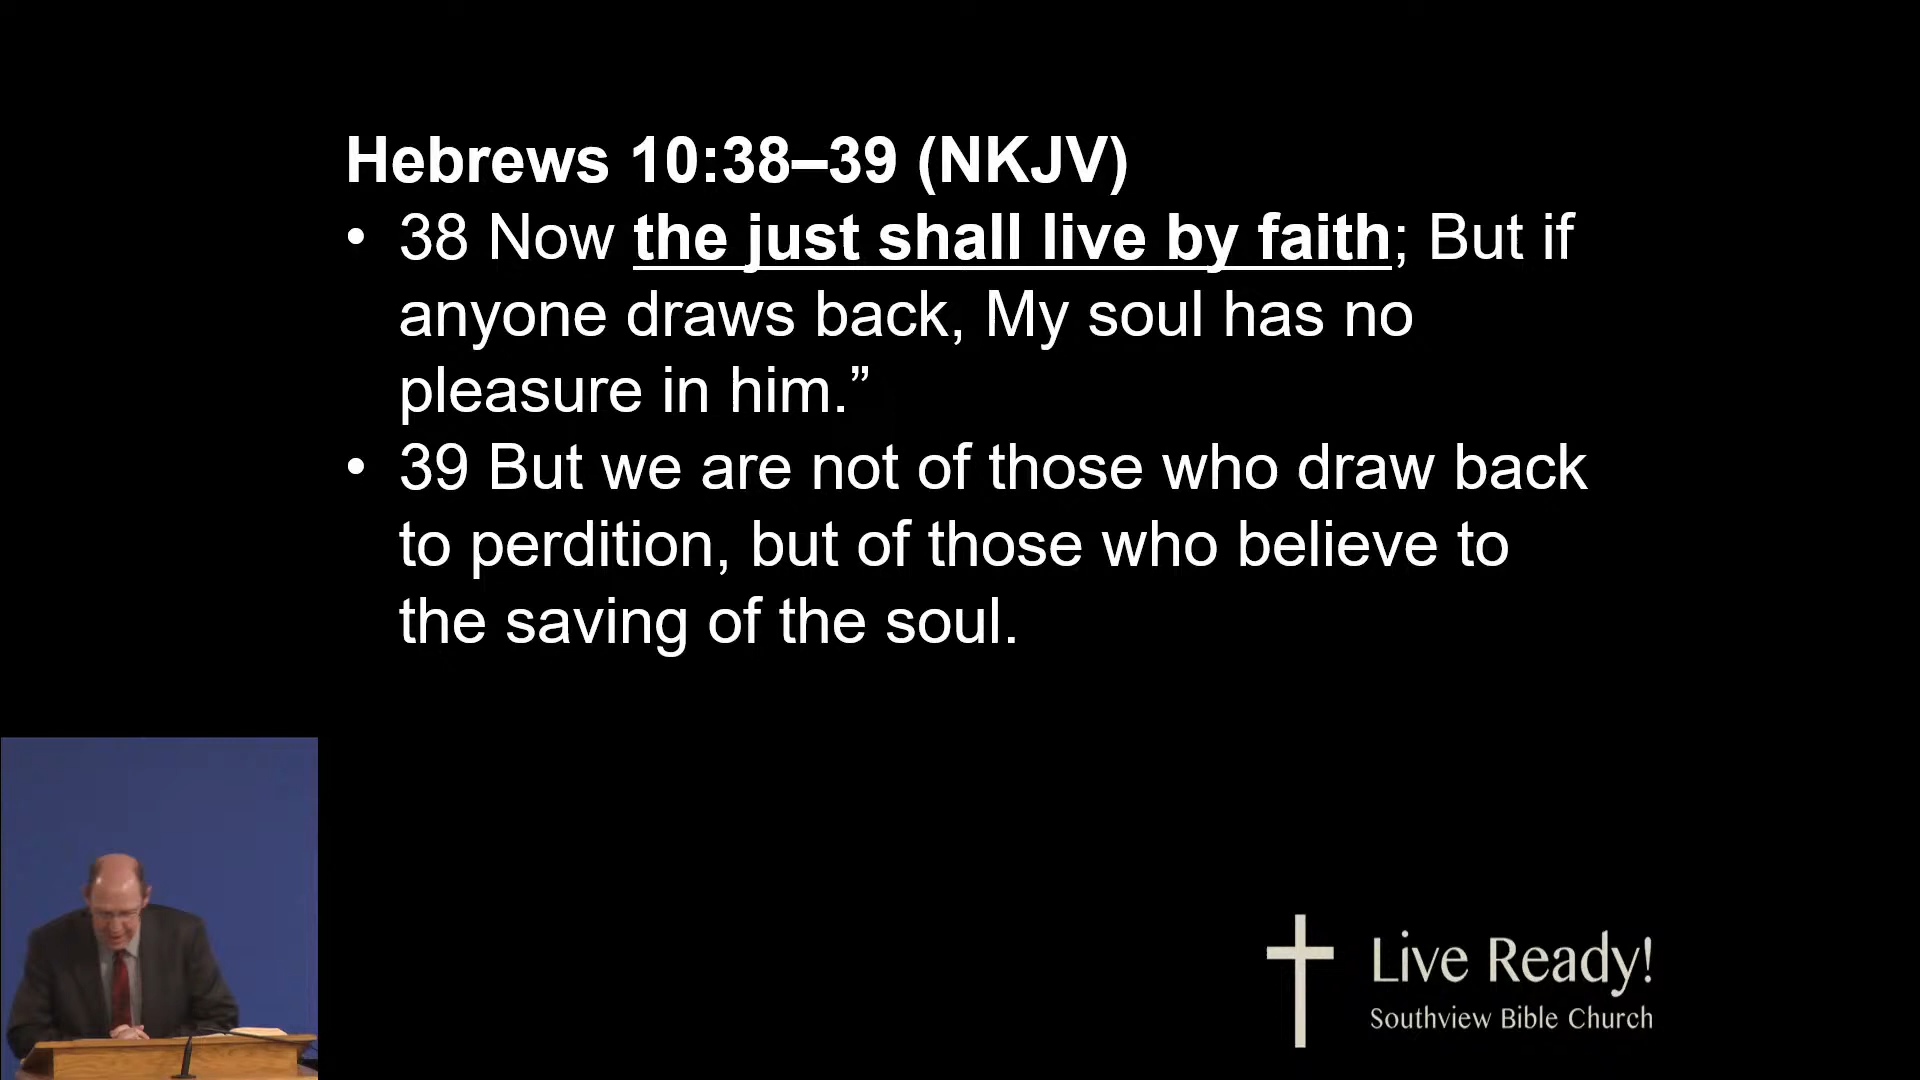 Hebrews 10:38–39 (NKJV)
• 38 Now the just shall live by faith; But if
anyone draws back, My soul has no
pleasure in him.”
• 39 But we are not of those who draw back
to perdition, but of those who believe to
the saving of the soul.
Live Ready!
Southview Bible Church